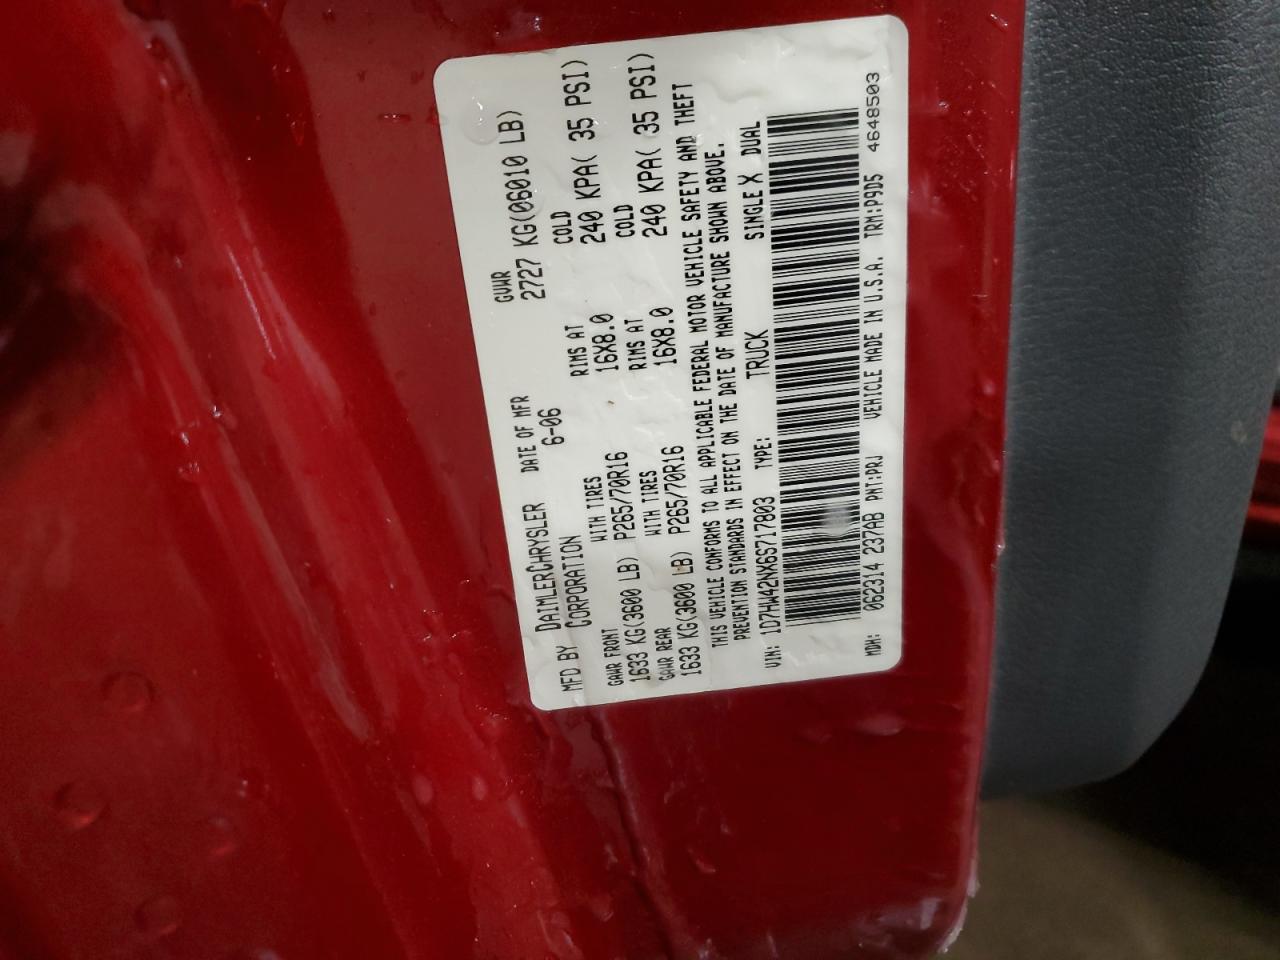 MFD BY DAIMLERCHRYSLER CORPORATION DATE OF MFR 6-06 GVWR 2727 KG(06010 LB)
GAWR FRONT WITH TIRES RIMS AT COLD
1633 KG(3600 LB) P265/70R16 16X8.0 240 KPA( 35 PSI)
GAWR REAR WITH TIRES RIMS AT COLD
1633 KG(3600 LB) P265/70R16 16X8.0 240 KPA( 35 PSI)
THIS VEHICLE CONFORMS TO ALL APPLICABLE FEDERAL MOTOR VEHICLE SAFETY AND THEFT
PREVENTION STANDARDS IN EFFECT ON THE DATE OF MANUFACTURE SHOWN ABOVE.
VIN: 1D7HW42NX6S717803 TYPE: TRUCK SINGLE X DUAL
MDH: 062314 237AB PNT:PRJ VEHICLE MADE IN U.S.A. TRM:P9D5 4648503